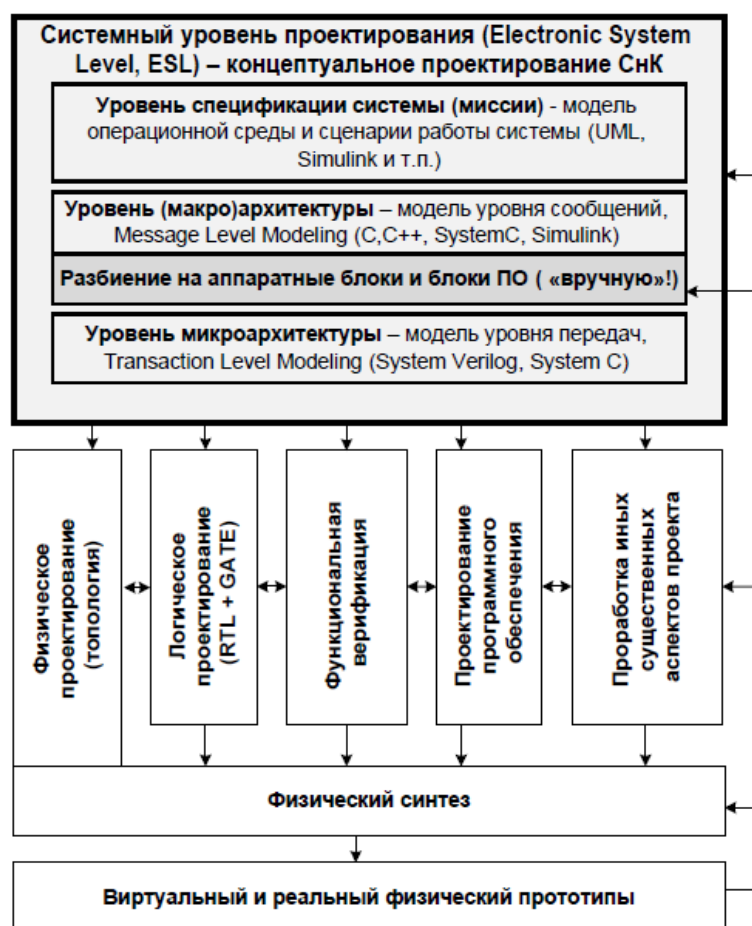 Системный уровень проектирования (Electronic System
Level, ESL) – концептуальное проектирование СнК
Уровень спецификации системы (миссии) - модель
операционной среды и сценарии работы системы (UML,
Simulink и т.п.)
Уровень (макро)архитектуры – модель уровня сообщений,
Message Level Modeling (C,C++, SystemC, Simulink)
Разбиение на аппаратные блоки и блоки ПО ( «вручную»!)
Уровень микроархитектуры – модель уровня передач,
Transaction Level Modeling (System Verilog, System C)
Физическое
проектирование
(топология)
Логическое
проектирование
(RTL + GATE)
Функциональная
верификация
Проектирование
программного
обеспечения
Проработка иных
существенных
аспектов проекта
Физический синтез
Виртуальный и реальный физический прототипы